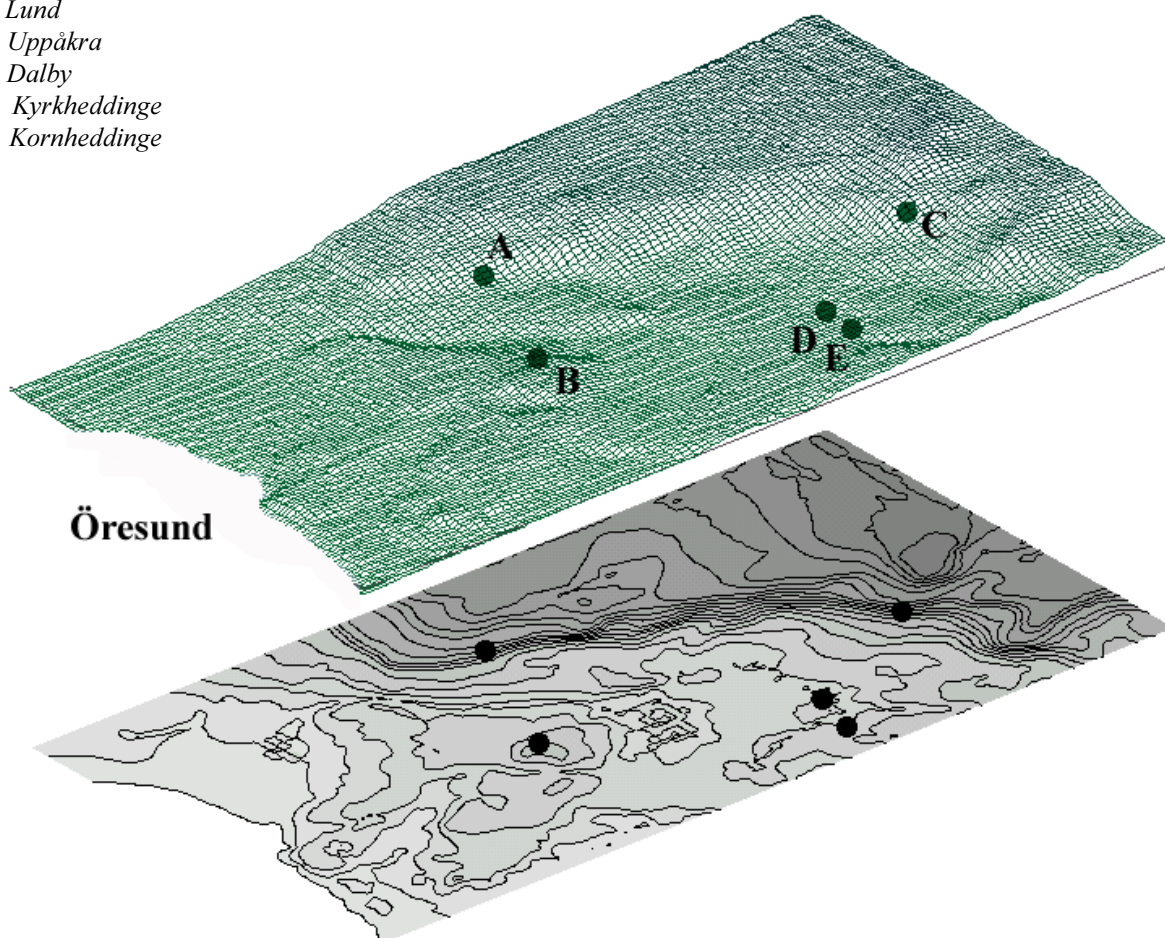 Lund
Uppåkra
Dalby
Kyrkheddinge
Kornheddinge
A
C
D
E
B
Öresund